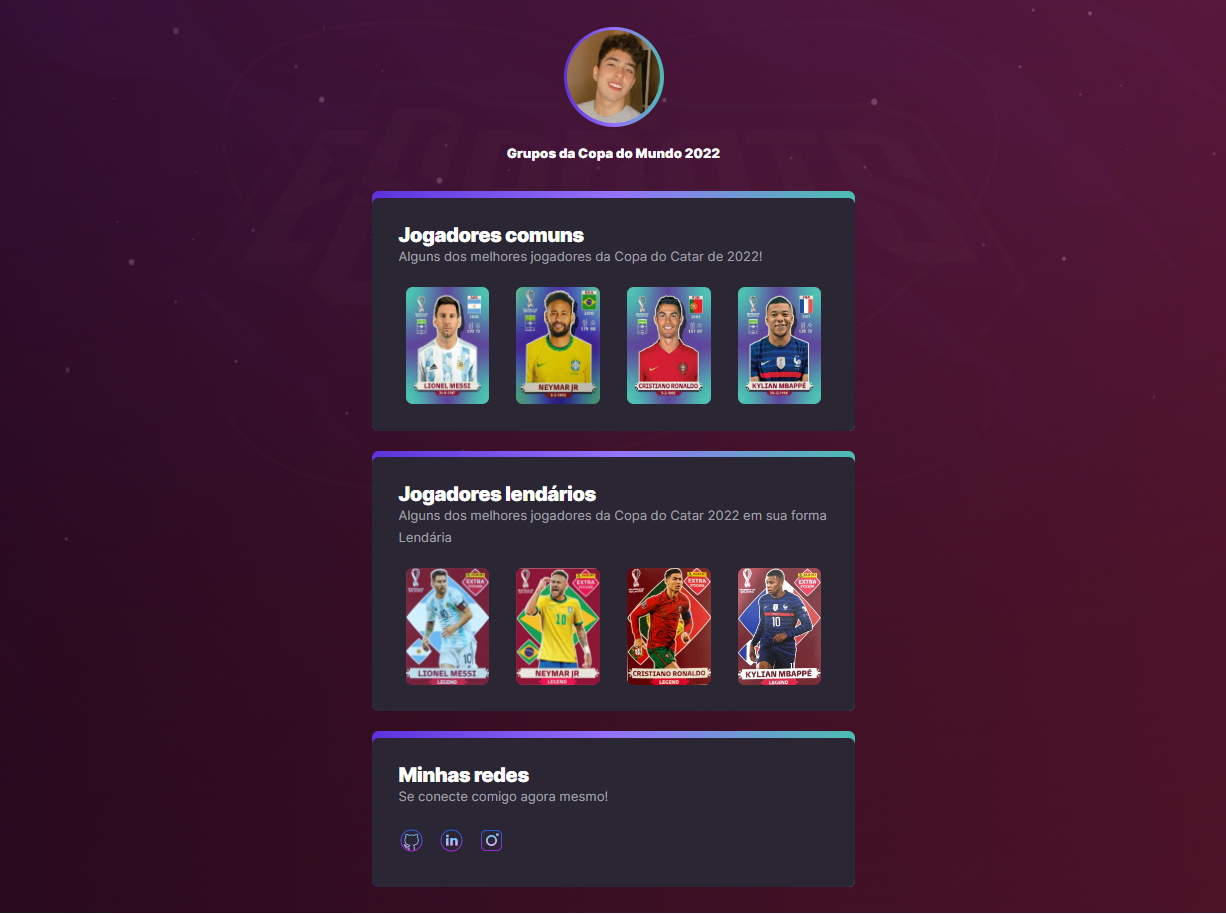 Grupos da Copa do Mundo 2022
Jogadores comuns
Alguns dos melhores jogadores da Copa do Catar de 2022!
LIONEL MESSI
NEYMAR JR
CRISTIANO RONALDO
KYLIAN MBAPPÉ
Jogadores lendários
Alguns dos melhores jogadores da Copa do Catar 2022 em sua forma
Lendária
EXTRA
EXTRA
EXTRA
EXTRA
10
10
10
LIONEL MESSI
NEYMAR JR
CRISTIANO RONALDO
KYLIAN MBAPPÉ
LEGEND
LEGEND
LEGEND
LEGEND
Minhas redes
Se conecte comigo agora mesmo!
in